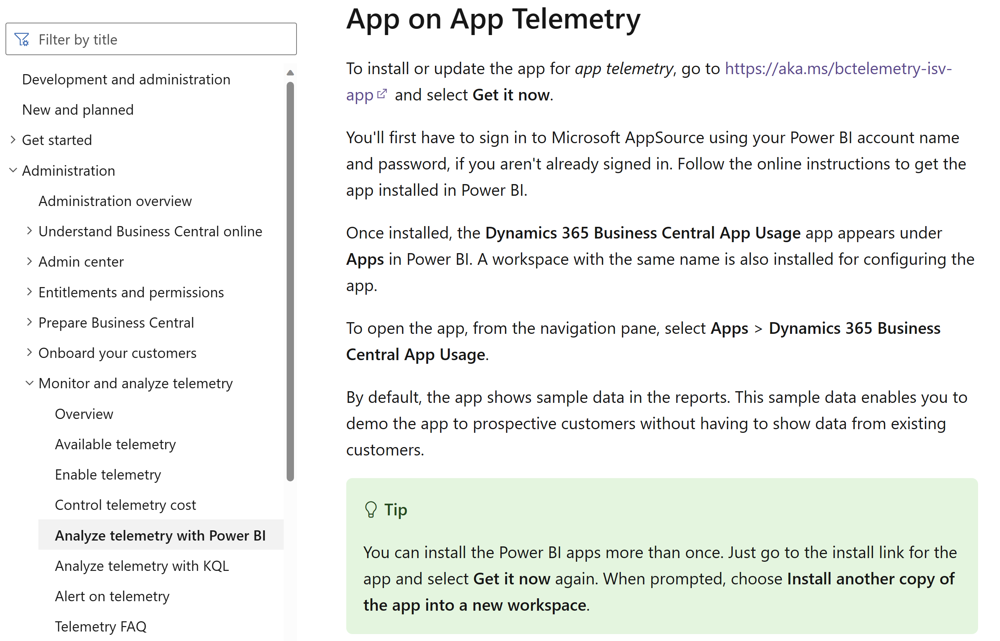 Filter by title
Development and administration
New and planned
Get started
Administration
Administration overview
Understand Business Central online
Admin center
Entitlements and permissions
Prepare Business Central
Onboard your customers
Monitor and analyze telemetry
Overview
Available telemetry
Enable telemetry
Control telemetry cost
Analyze telemetry with Power BI
Analyze telemetry with KQL
Alert on telemetry
Telemetry FAQ
App on App Telemetry
To install or update the app for app telemetry, go to https://aka.ms/bctelemetry-isv-
app and select Get it now.
You'll first have to sign in to Microsoft AppSource using your Power BI account name
and password, if you aren't already signed in. Follow the online instructions to get the
app installed in Power BI.
Once installed, the Dynamics 365 Business Central App Usage app appears under
Apps in Power BI. A workspace with the same name is also installed for configuring the
app.
To open the app, from the navigation pane, select Apps > Dynamics 365 Business
Central App Usage.
By default, the app shows sample data in the reports. This sample data enables you to
demo the app to prospective customers without having to show data from existing
customers.
Tip
You can install the Power BI apps more than once. Just go to the install link for the
app and select Get it now again. When prompted, choose Install another copy of
the app into a new workspace.